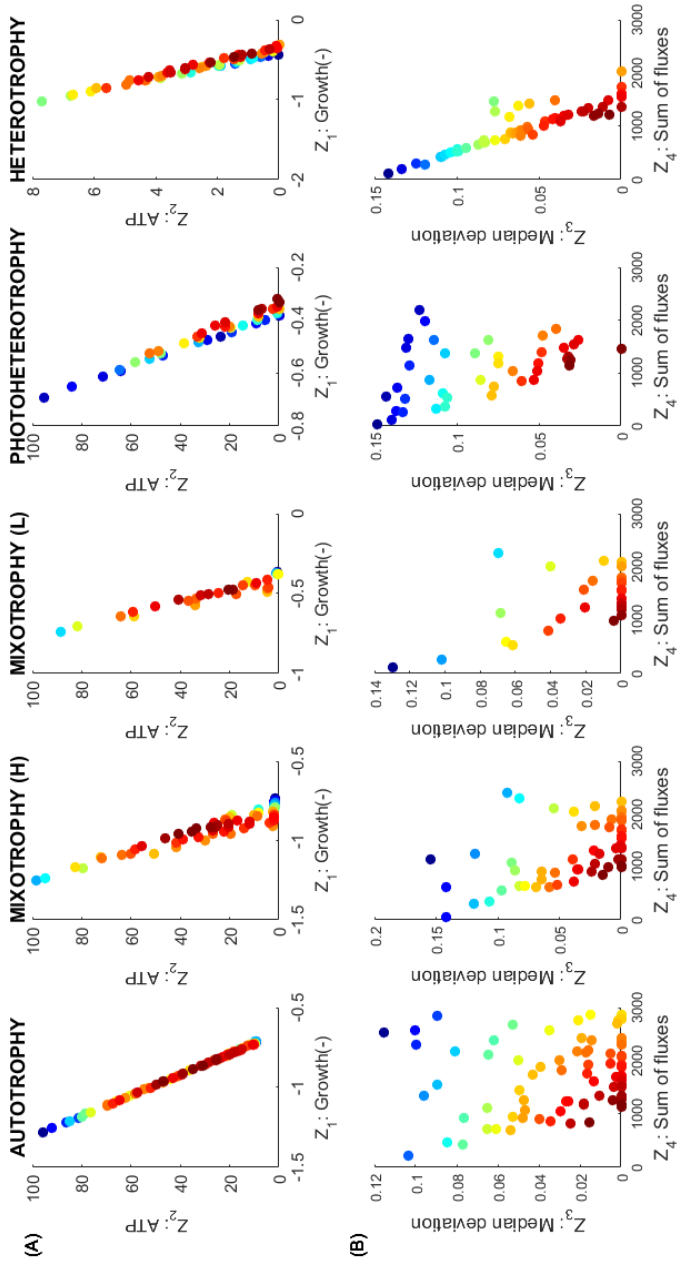 (A)
AUTOTROPHY
Z2: ATP
100
80
60
40
20
0
-1.5 -1 -0.5
Z1: Growth(-)
MIXOTROPHY (H)
Z2: ATP
100
80
60
40
20
0
-1.5 -1 -0.5
Z1: Growth(-)
MIXOTROPHY (L)
Z2: ATP
100
80
60
40
20
0
-1 -0.5 0
Z1: Growth(-)
PHOTOHETEROTROPHY
Z2: ATP
100
80
60
40
20
0
-0.8 -0.6 -0.4 -0.2
Z1: Growth(-)
HETEROTROPHY
Z2: ATP
8
6
4
2
0
-2 -1 0
Z1: Growth(-)
(B)
Z3: Median deviation
0.12
0.1
0.08
0.06
0.04
0.02
0
0 1000 2000 3000
Z4: Sum of fluxes
Z3: Median deviation
0.2
0.15
0.1
0.05
0
0 1000 2000 3000
Z4: Sum of fluxes
Z3: Median deviation
0.14
0.12
0.1
0.08
0.06
0.04
0.02
0
0 1000 2000 3000
Z4: Sum of fluxes
Z3: Median deviation
0.15
0.1
0.05
0
0 1000 2000 3000
Z4: Sum of fluxes
Z3: Median deviation
0.15
0.1
0.05
0
0 1000 2000 3000
Z4: Sum of fluxes